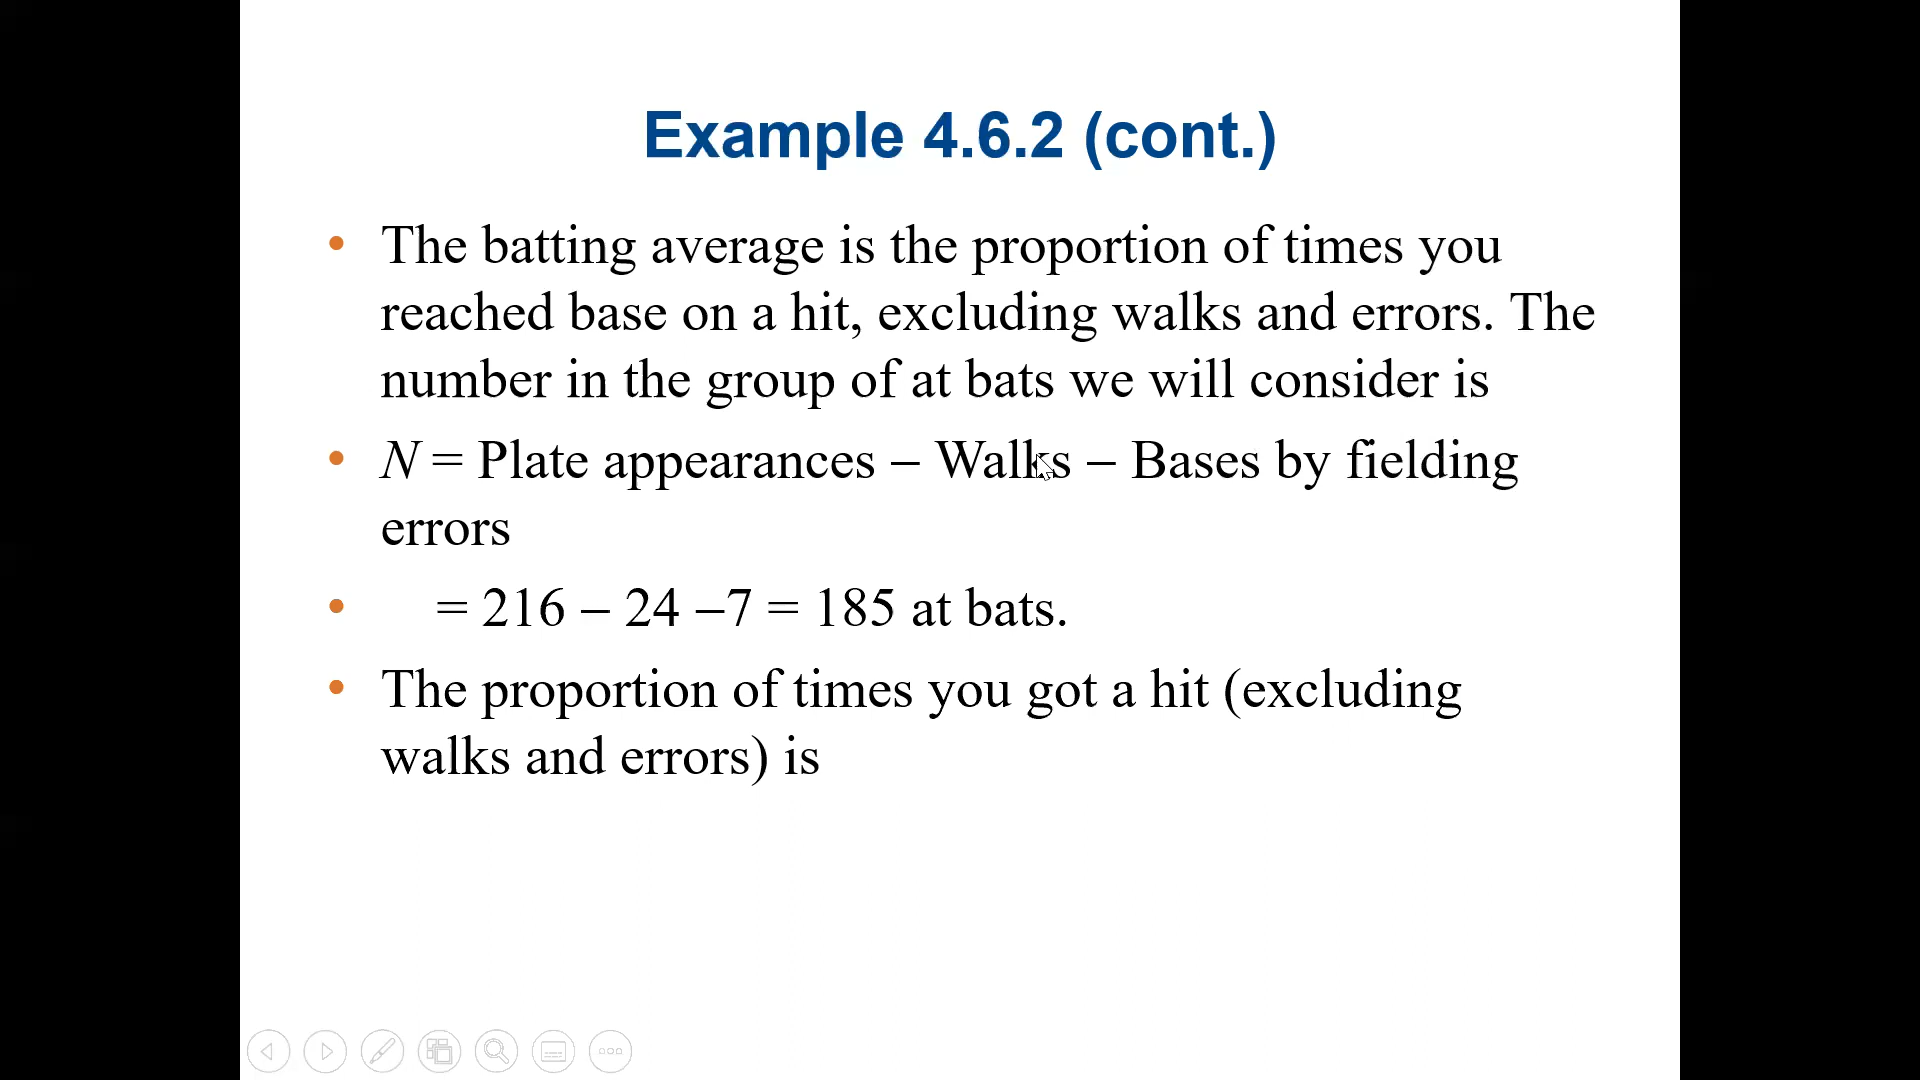 Example 4.6.2 (cont.)
• The batting average is the proportion of times you
reached base on a hit, excluding walks and errors. The
number in the group of at bats we will consider is
• N = Plate appearances – Walks – Bases by fielding
errors
• = 216 – 24 –7 = 185 at bats.
• The proportion of times you got a hit (excluding
walks and errors) is